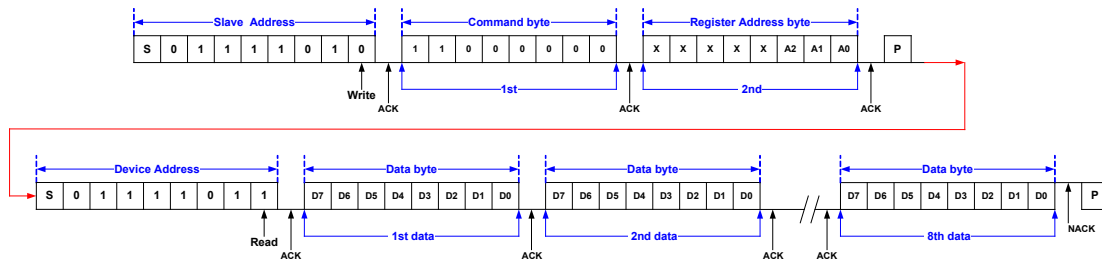 Slave Address Command byte Register Address byte
S 0 1 1 1 1 0 1 0 1 1 0 0 0 0 0 0 X X X X X A2 A1 A0 P
Write ACK 1st ACK 2nd ACK
Device Address Data byte Data byte Data byte
S 0 1 1 1 1 0 1 1 D7 D6 D5 D4 D3 D2 D1 D0 D7 D6 D5 D4 D3 D2 D1 D0 D7 D6 D5 D4 D3 D2 D1 D0 P
Read ACK 1st data ACK 2nd data ACK ACK 8th data NACK